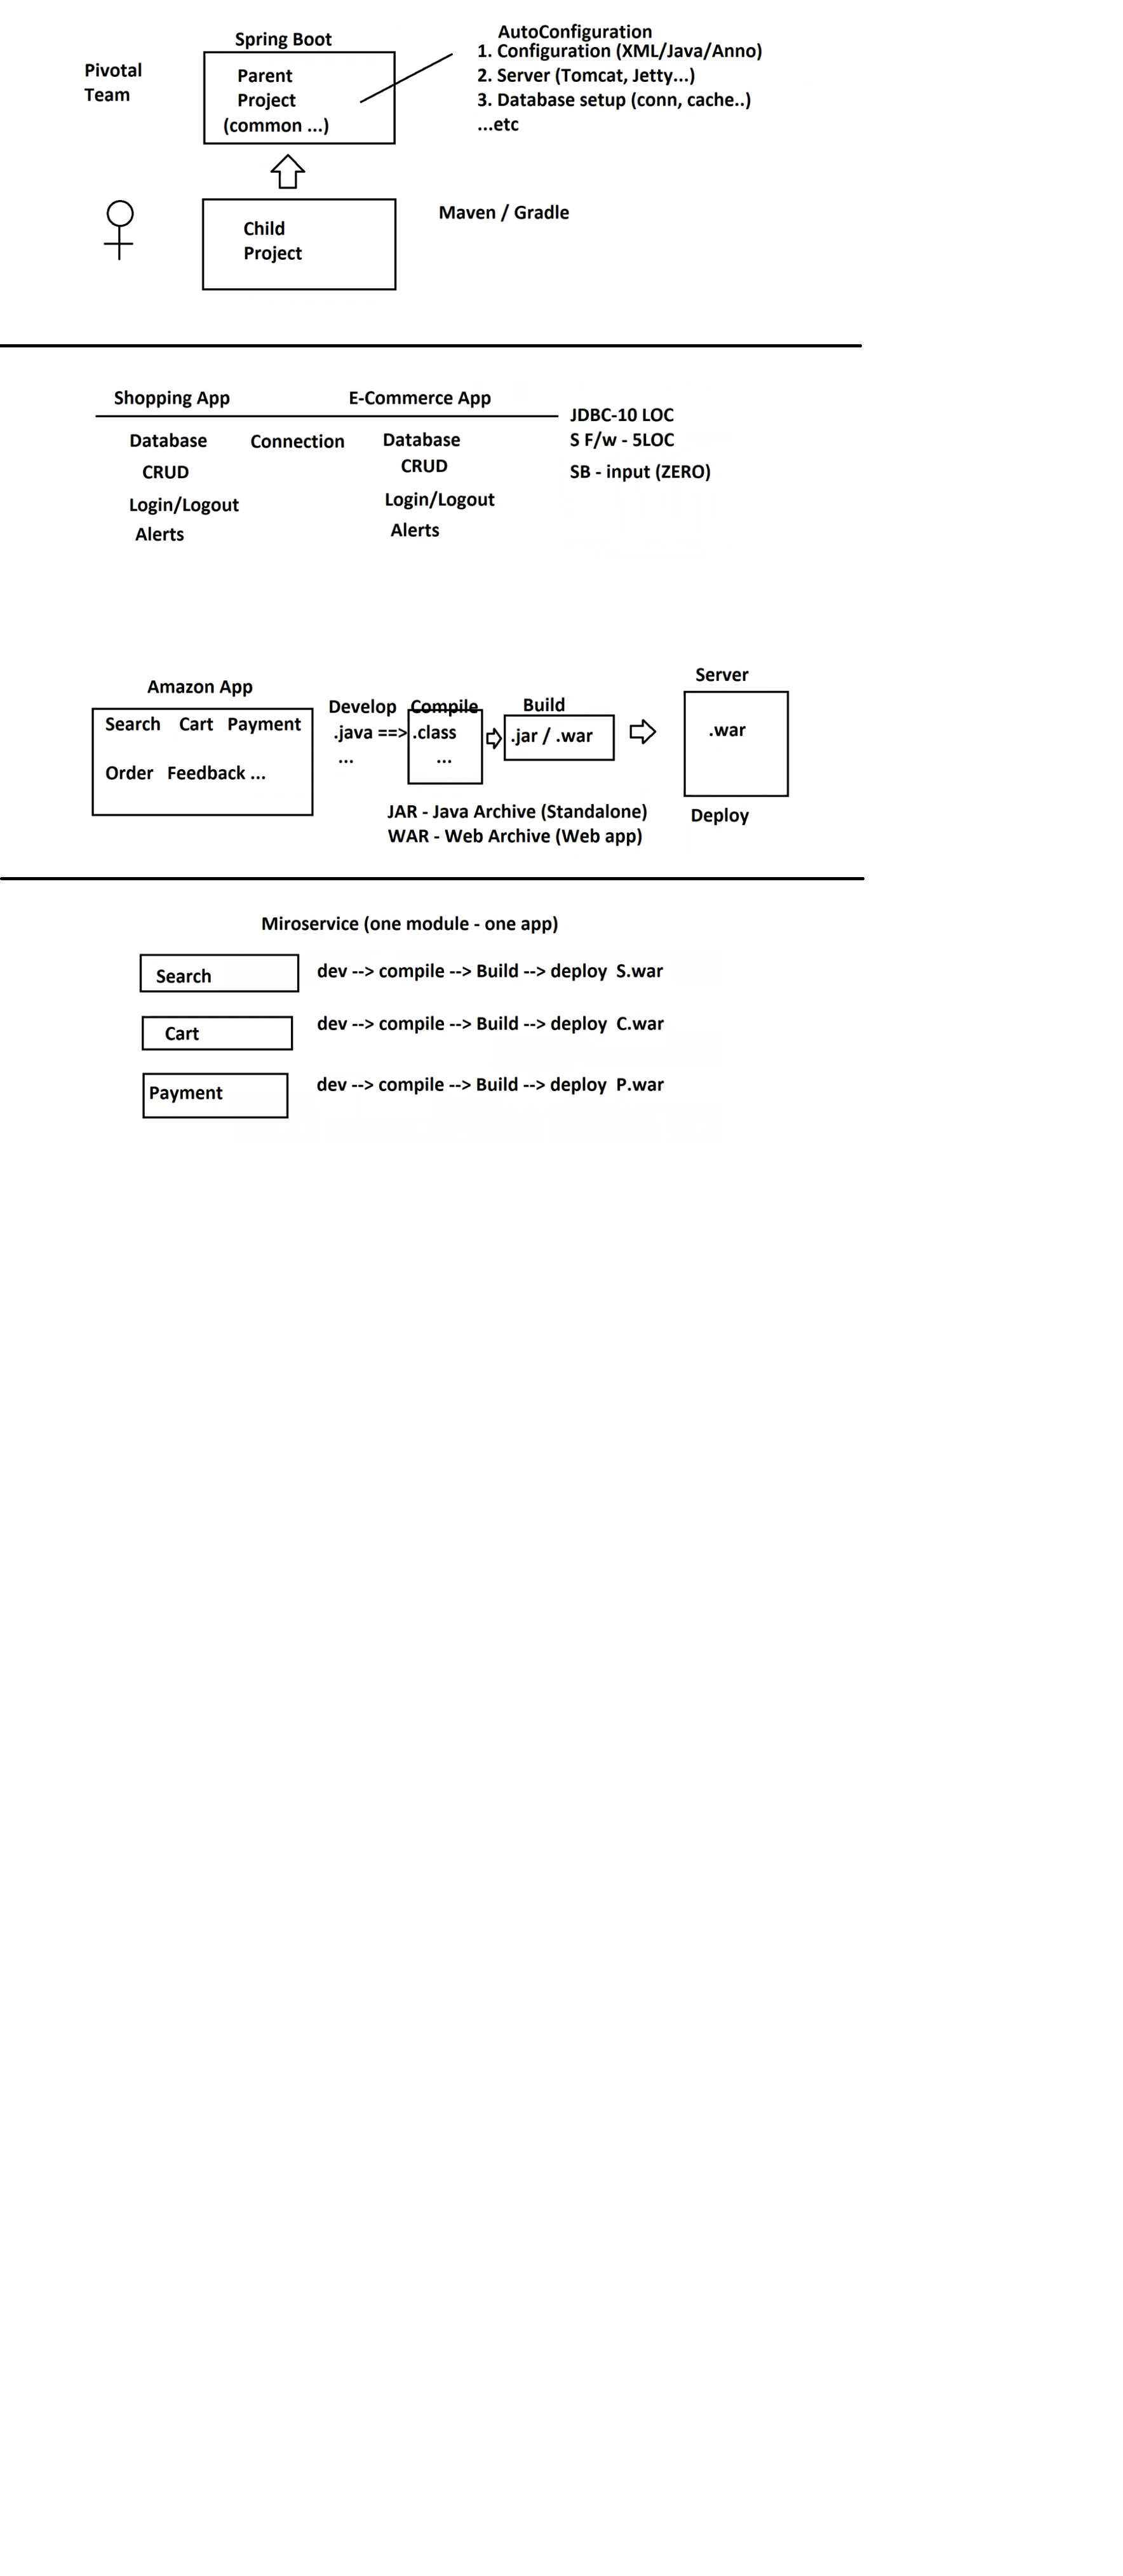 Spring Boot
AutoConfiguration
1. Configuration (XML/Java/Anno)
2. Server (Tomcat, Jetty...)
3. Database setup (conn, cache..)
...etc
Pivotal
Team
Parent
Project
(common ...)
Child
Project
Maven / Gradle
Shopping App
E-Commerce App
Database
Connection
Database
CRUD
CRUD
Login/Logout
Login/Logout
Alerts
Alerts
JDBC-10 LOC
S F/w - 5LOC
SB - input (ZERO)
Amazon App
Search Cart Payment
Order Feedback ...
Develop
Compile
Build
Server
.java ==>
.class
.jar / .war
.war
...
...
JAR - Java Archive (Standalone)
WAR - Web Archive (Web app)
Deploy
Miroservice (one module - one app)
Search
dev --> compile --> Build --> deploy S.war
Cart
dev --> compile --> Build --> deploy C.war
Payment
dev --> compile --> Build --> deploy P.war